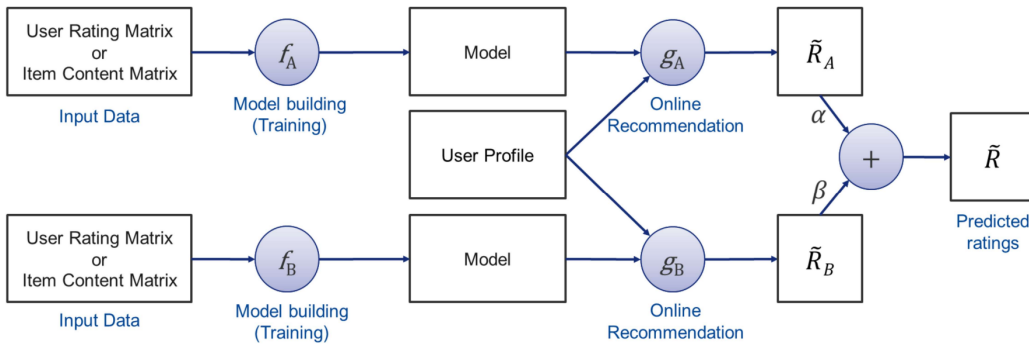 User Rating Matrix
or
Item Content Matrix
Input Data
f_A
Model building
(Training)
Model
g_A
Online
Recommendation
R̃_A
α
User Profile
+
R̃
Predicted
ratings
β
User Rating Matrix
or
Item Content Matrix
Input Data
f_B
Model building
(Training)
Model
g_B
Online
Recommendation
R̃_B